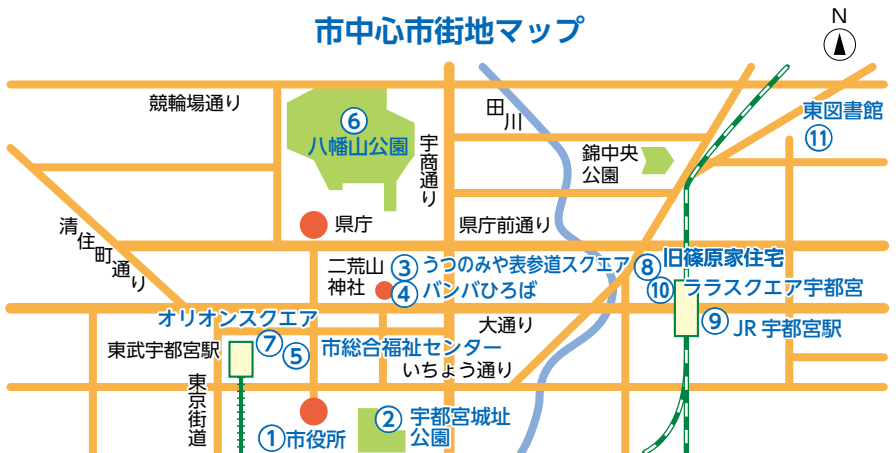 市中心市街地マップ
N
競輪場通り
田川
東図書館
⑪
⑥
八幡山公園
宇商通り
錦中央
公園
清住町通り
県庁
県庁前通り
二荒山
神社
③うつのみや表参道スクエア
④バンバひろば
⑧旧篠原家住宅
⑩ララスクエア宇都宮
⑨JR宇都宮駅
オリオンスクエア
⑦
大通り
東武宇都宮駅
⑤市総合福祉センター
いちょう通り
東京街道
①市役所
②宇都宮城址
公園